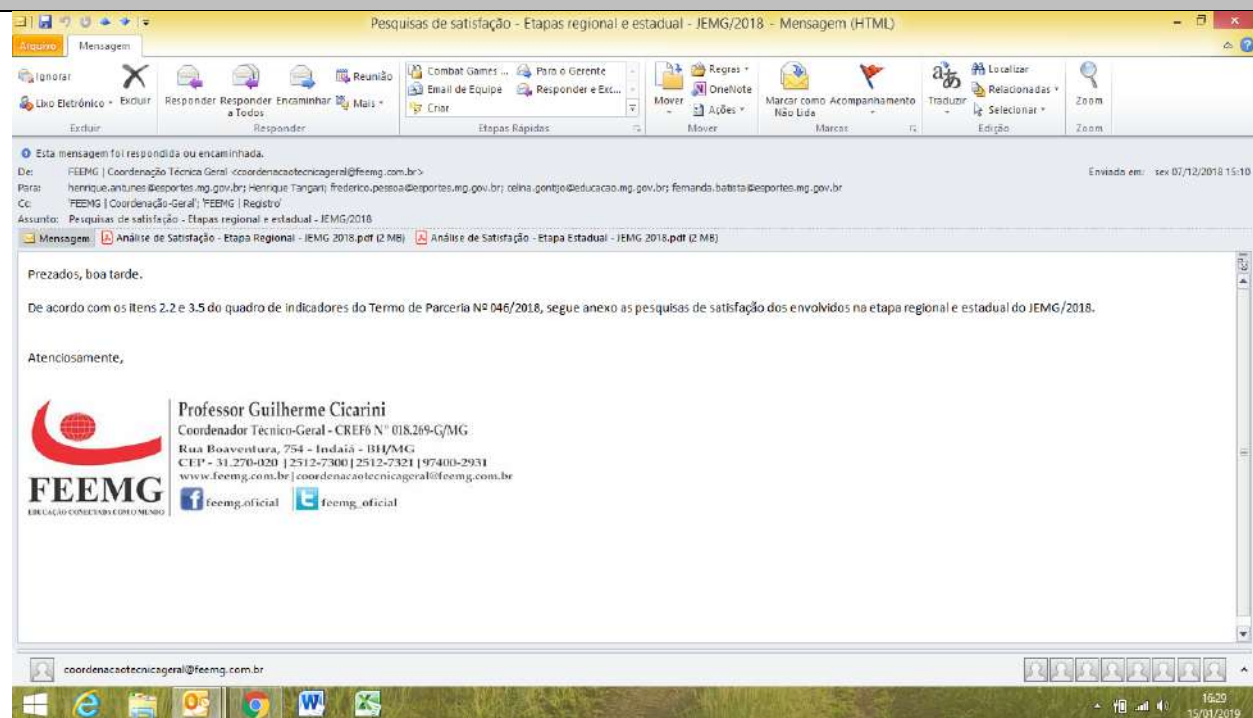 Pesquisas de satisfação - Etapas regional e estadual - JEMG/2018 - Mensagem (HTML)
Arquivo Mensagem
Ignorar
Lixo Eletrônico
Excluir
Responder
Responder a Todos
Encaminhar
Reunião
Mais
Combat Games ...
Email de Equipe
Criar
Para o Gerente
Responder e Exc...
Mover
Regras
OneNote
Ações
Marcar como Não Lida
Acompanhamento
Traduzir
Localizar
Relacionadas
Selecionar
Zoom
Excluir Responder Etapas Rápidas Mover Marcas Edição Zoom
Esta mensagem foi respondida ou encaminhada.
De: FEEMG | Coordenação Técnica Geral <coordenacaotecnicageral@feemg.com.br>
Enviada em: sex 07/12/2018 15:10
Para: henrique.antunes@esportes.mg.gov.br; Henrique Tangari; frederico.pessoa@esportes.mg.gov.br; celina.gontijo@educacao.mg.gov.br; fernanda.batista@esportes.mg.gov.br
Cc: 'FEEMG | Coordenação-Geral'; 'FEEMG | Registro'
Assunto: Pesquisas de satisfação - Etapas regional e estadual - JEMG/2018
Mensagem Análise de Satisfação - Etapa Regional - JEMG 2018.pdf (2 MB) Análise de Satisfação - Etapa Estadual - JEMG 2018.pdf (2 MB)
Prezados, boa tarde.
De acordo com os itens 2.2 e 3.5 do quadro de indicadores do Termo de Parceria Nº 046/2018, segue anexo as pesquisas de satisfação dos envolvidos na etapa regional e estadual do JEMG/2018.
Atenciosamente,
FEEMG
EDUCAÇÃO CONECTADA COM O MUNDO
Professor Guilherme Cicarini
Coordenador Técnico-Geral - CREF6 N° 018.269-G/MG
Rua Boaventura, 754 - Indaiá - BH/MG
CEP - 31.270-020 | 2512-7300 | 2512-7321 | 97400-2931
www.feemg.com.br | coordenacaotecnicageral@feemg.com.br
feemg.oficial feemg_oficial
coordenacaotecnicageral@feemg.com.br
16:29
15/01/2019